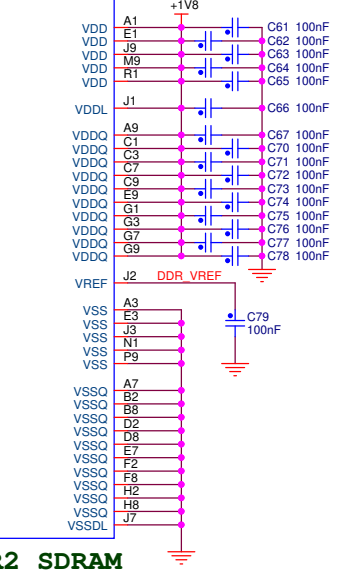 +1V8
VDD A1 C61 100nF
VDD E1 C62 100nF
VDD J9 C63 100nF
VDD M9 C64 100nF
VDD R1 C65 100nF
VDDL J1 C66 100nF
VDDQ A9 C67 100nF
VDDQ C1 C70 100nF
VDDQ C3 C71 100nF
VDDQ C7 C72 100nF
VDDQ C9 C73 100nF
VDDQ E9 C74 100nF
VDDQ G1 C75 100nF
VDDQ G3 C76 100nF
VDDQ G7 C77 100nF
VDDQ G9 C78 100nF
VREF J2 DDR_VREF
VSS A3
VSS E3 C79
VSS J3 100nF
VSS N1
VSS P9
VSSQ A7
VSSQ B2
VSSQ B8
VSSQ D2
VSSQ D8
VSSQ E7
VSSQ F2
VSSQ F8
VSSQ H2
VSSQ H8
VSSDL J7
R2 SDRAM